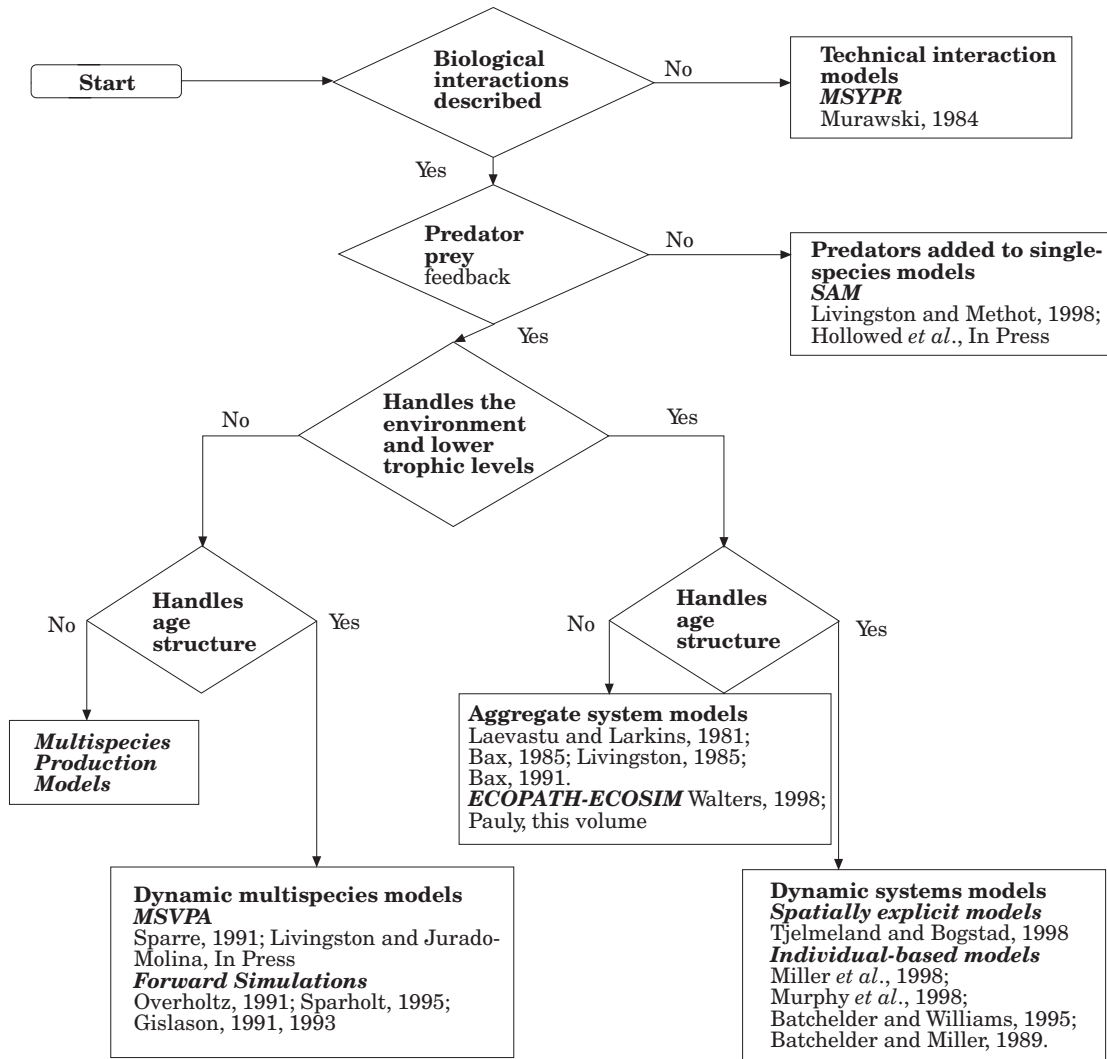 Start
Biological
interactions
described
No
Technical interaction
models
MSYPR
Murawski, 1984
Yes
Predator
prey
feedback
No
Predators added to single-
species models
SAM
Livingston and Methot, 1998;
Hollowed et al., In Press
Yes
Handles the
environment
and lower
trophic levels
No
Yes
Handles
age
structure
No
Yes
Handles
age
structure
No
Yes
Multispecies
Production
Models
Aggregate system models
Laevastu and Larkins, 1981;
Bax, 1985; Livingston, 1985;
Bax, 1991.
ECOPATH-ECOSIM Walters, 1998;
Pauly, this volume
Dynamic multispecies models
MSVPA
Sparre, 1991; Livingston and Jurado-
Molina, In Press
Forward Simulations
Overholtz, 1991; Sparholt, 1995;
Gislason, 1991, 1993
Dynamic systems models
Spatially explicit models
Tjelmeland and Bogstad, 1998
Individual-based models
Miller et al., 1998;
Murphy et al., 1998;
Batchelder and Williams, 1995;
Batchelder and Miller, 1989.